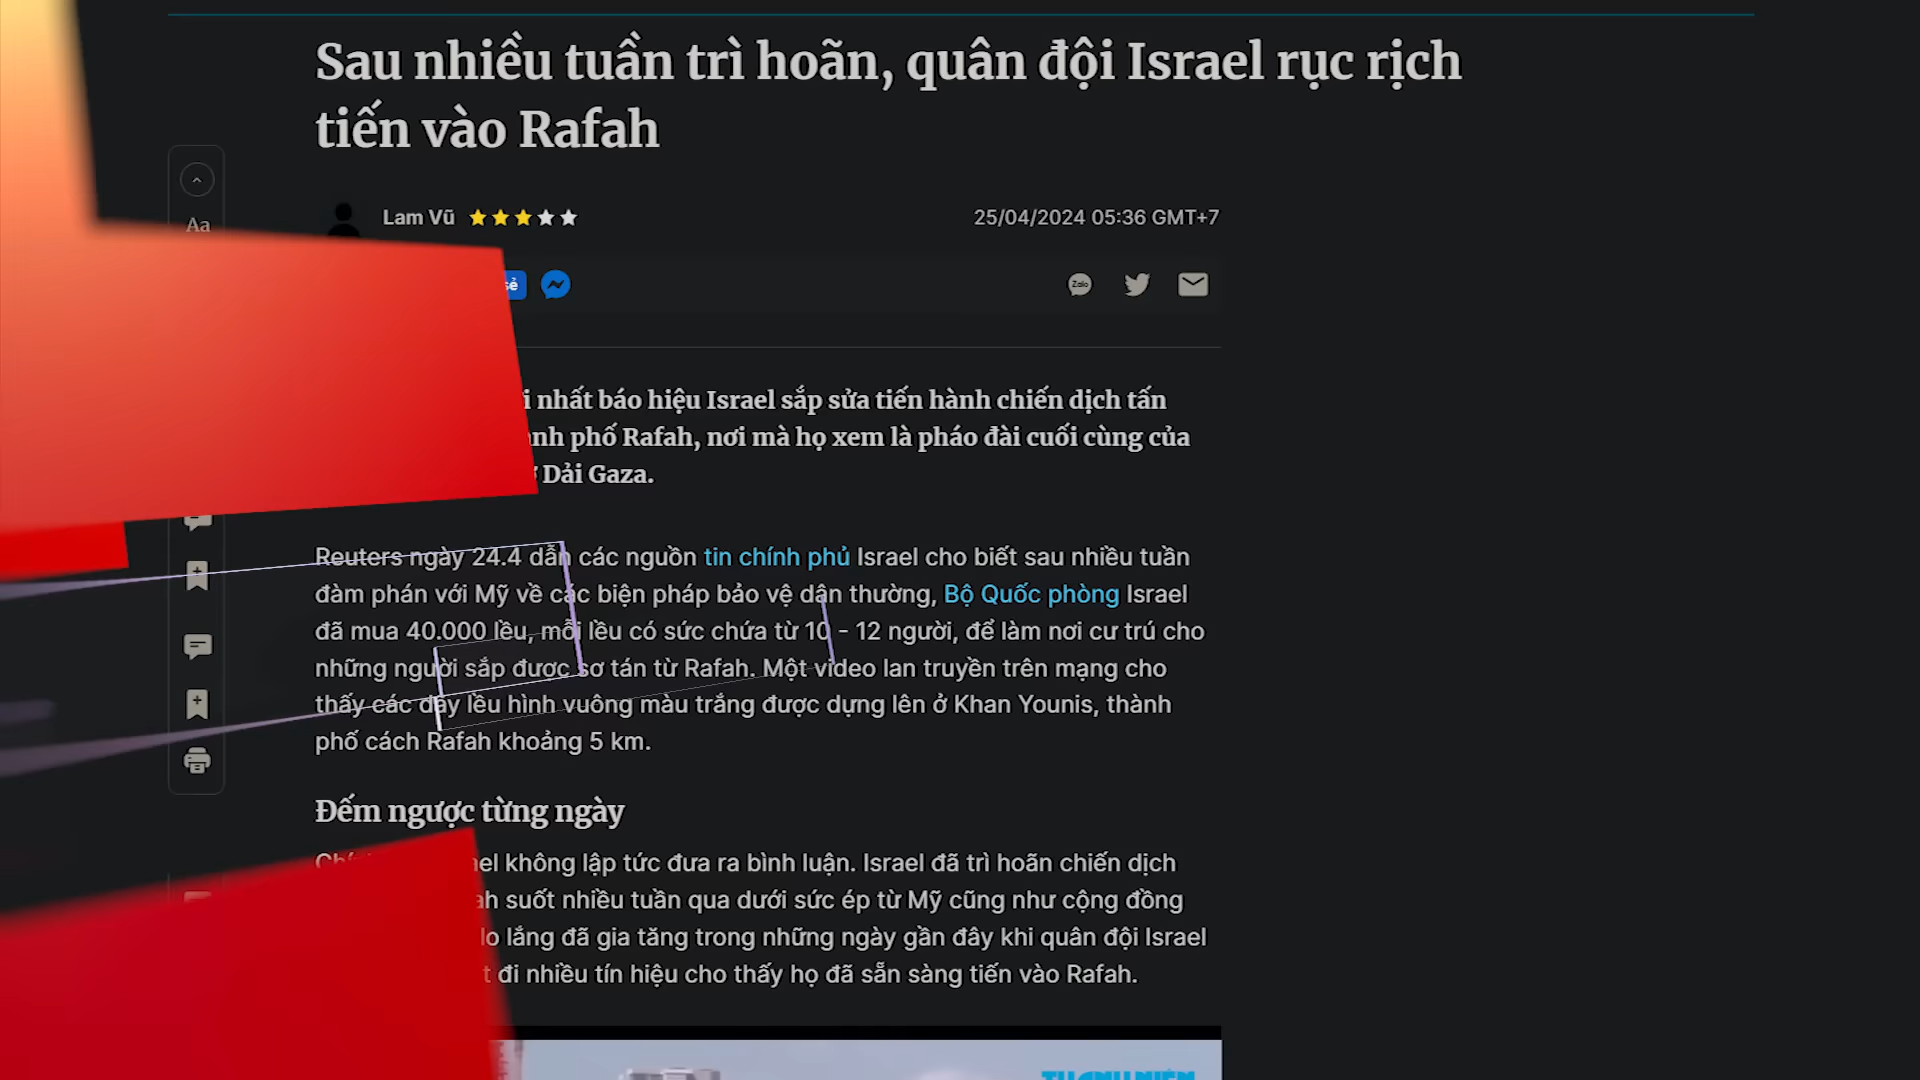 Sau nhiều tuần trì hoãn, quân đội Israel rục rịch
tiến vào Rafah
Aa
Lam Vũ
25/04/2024 05:36 GMT+7
sẻ
Zalo
nhất báo hiệu Israel sắp sửa tiến hành chiến dịch tấn
phố Rafah, nơi mà họ xem là pháo đài cuối cùng của
Dải Gaza.
Reuters ngày 24.4 dẫn các nguồn tin chính phủ Israel cho biết sau nhiều tuần
đàm phán với Mỹ về các biện pháp bảo vệ dân thường, Bộ Quốc phòng Israel
đã mua 40.000 lều, mỗi lều có sức chứa từ 10 - 12 người, để làm nơi cư trú cho
những người sắp được sơ tán từ Rafah. Một video lan truyền trên mạng cho
thấy các dãy lều hình vuông màu trắng được dựng lên ở Khan Younis, thành
phố cách Rafah khoảng 5 km.
Đếm ngược từng ngày
không lập tức đưa ra bình luận. Israel đã trì hoãn chiến dịch
suốt nhiều tuần qua dưới sức ép từ Mỹ cũng như cộng đồng
lo lắng đã gia tăng trong những ngày gần đây khi quân đội Israel
đi nhiều tín hiệu cho thấy họ đã sẵn sàng tiến vào Rafah.